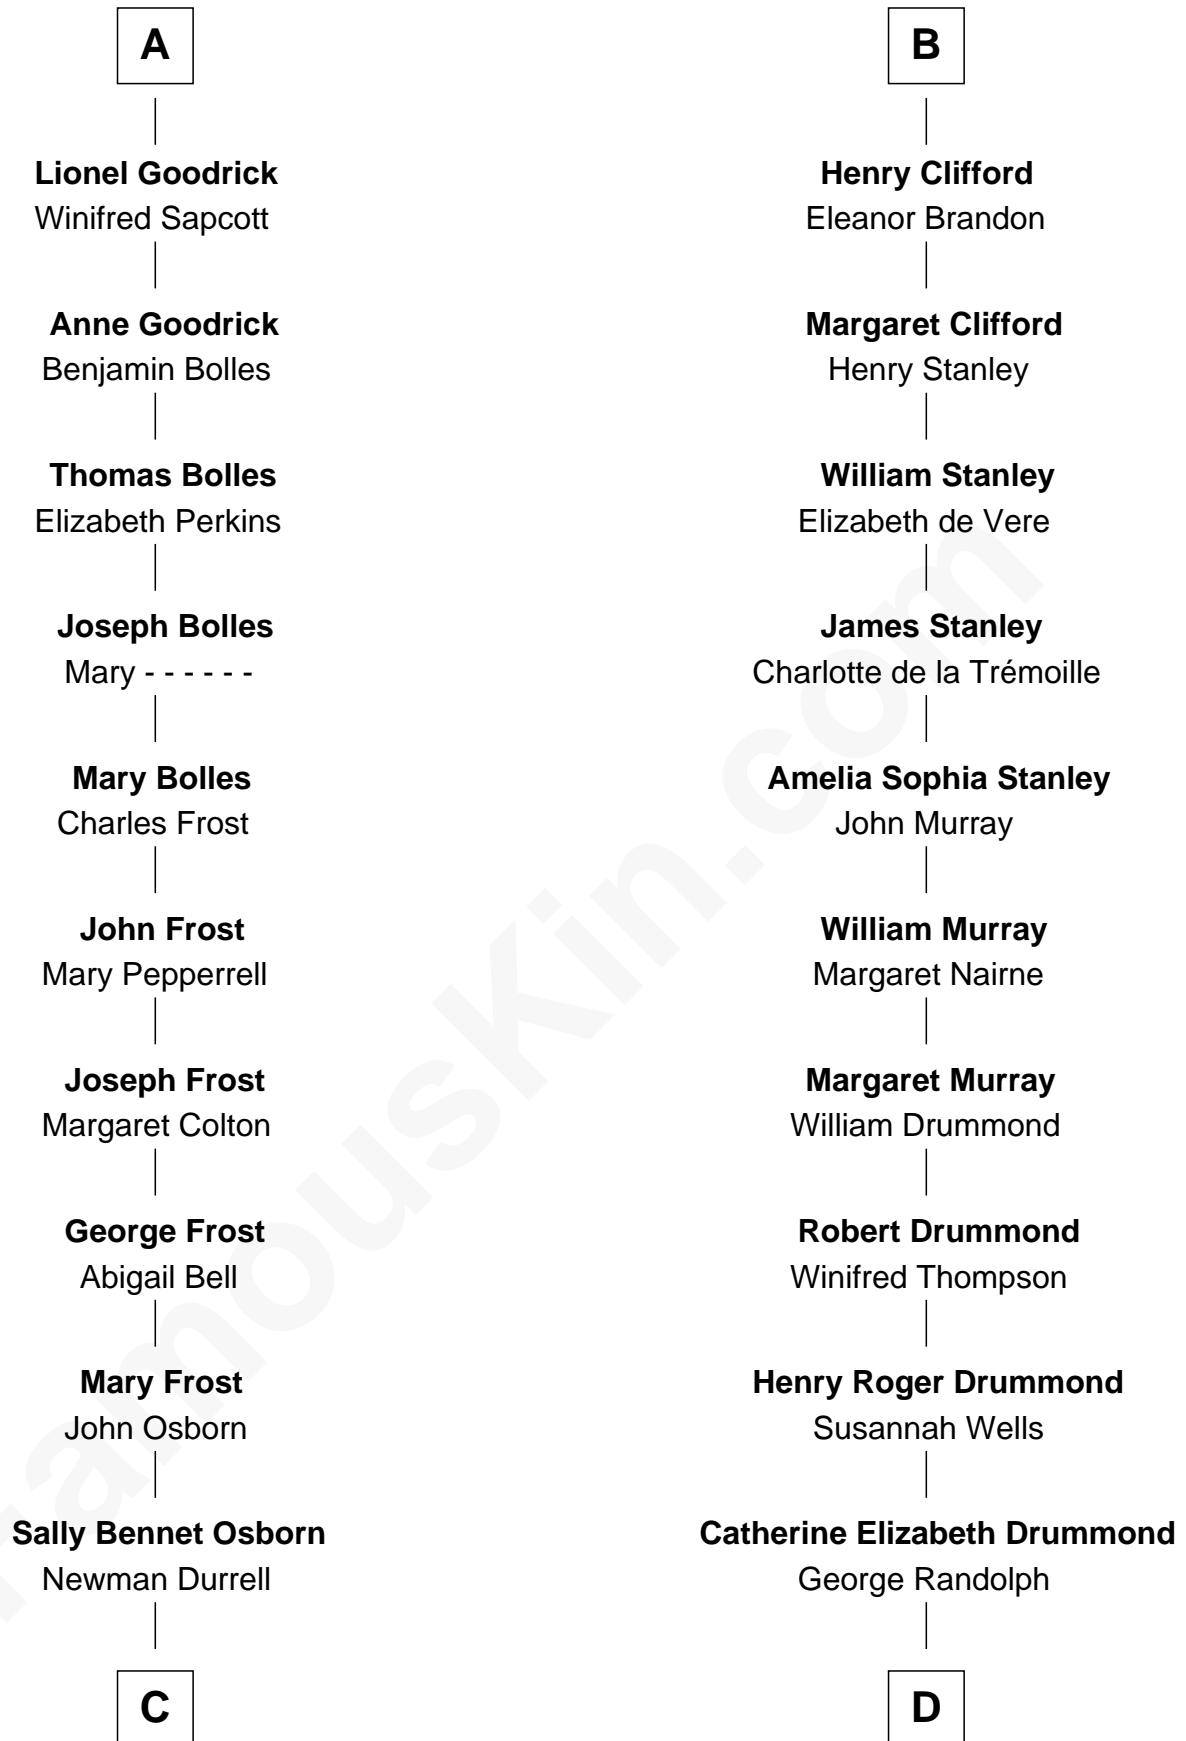 A
Lionel Goodrick
Winifred Sapcott
Anne Goodrick
Benjamin Bolles
Thomas Bolles
Elizabeth Perkins
Joseph Bolles
Mary - - - - - -
Mary Bolles
Charles Frost
John Frost
Mary Pepperrell
Joseph Frost
Margaret Colton
George Frost
Abigail Bell
Mary Frost
John Osborn
Sally Bennet Osborn
Newman Durrell
C
B
Henry Clifford
Eleanor Brandon
Margaret Clifford
Henry Stanley
William Stanley
Elizabeth de Vere
James Stanley
Charlotte de la Trémoille
Amelia Sophia Stanley
John Murray
William Murray
Margaret Nairne
Margaret Murray
William Drummond
Robert Drummond
Winifred Thompson
Henry Roger Drummond
Susannah Wells
Catherine Elizabeth Drummond
George Randolph
D
FamousKin.com